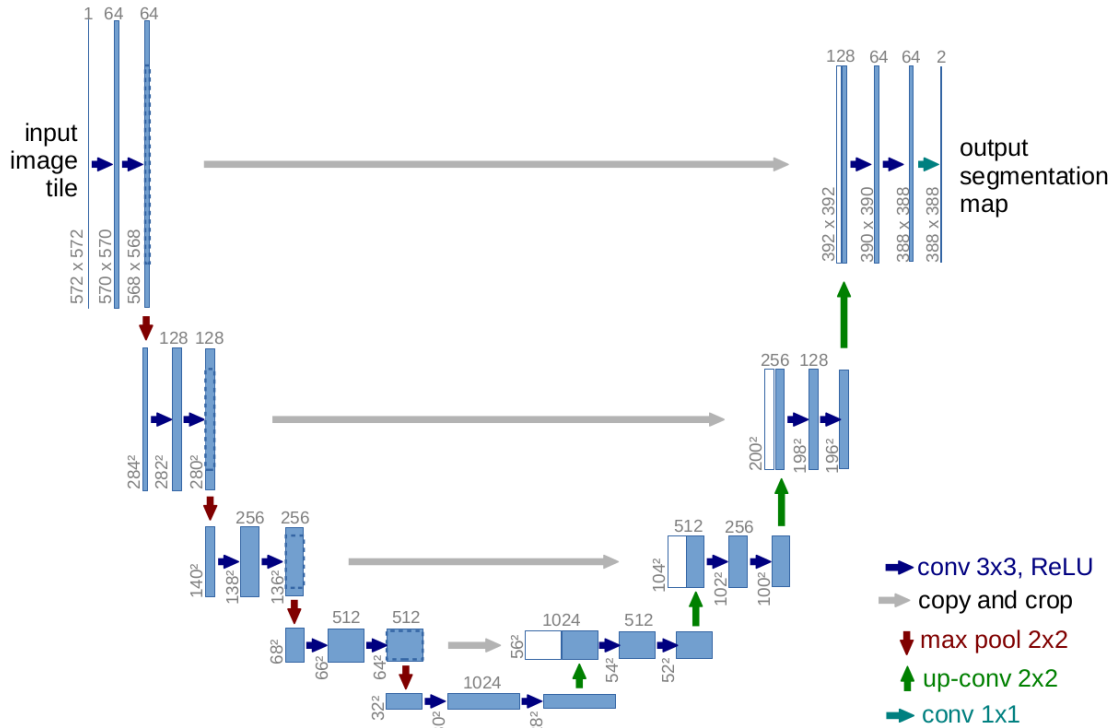 1 64 64
128 64 64 2
input
image
tile
output
segmentation
map
572 x 572
570 x 570
568 x 568
392 x 392
390 x 390
388 x 388
388 x 388
128 128
256 128
284²
282²
280²
200²
198²
196²
256 256
512 256
140²
138²
136²
104²
102²
100²
512 512
1024 512
68²
66²
64²
56²
54²
52²
1024
32²
conv 3x3, ReLU
copy and crop
max pool 2x2
up-conv 2x2
conv 1x1